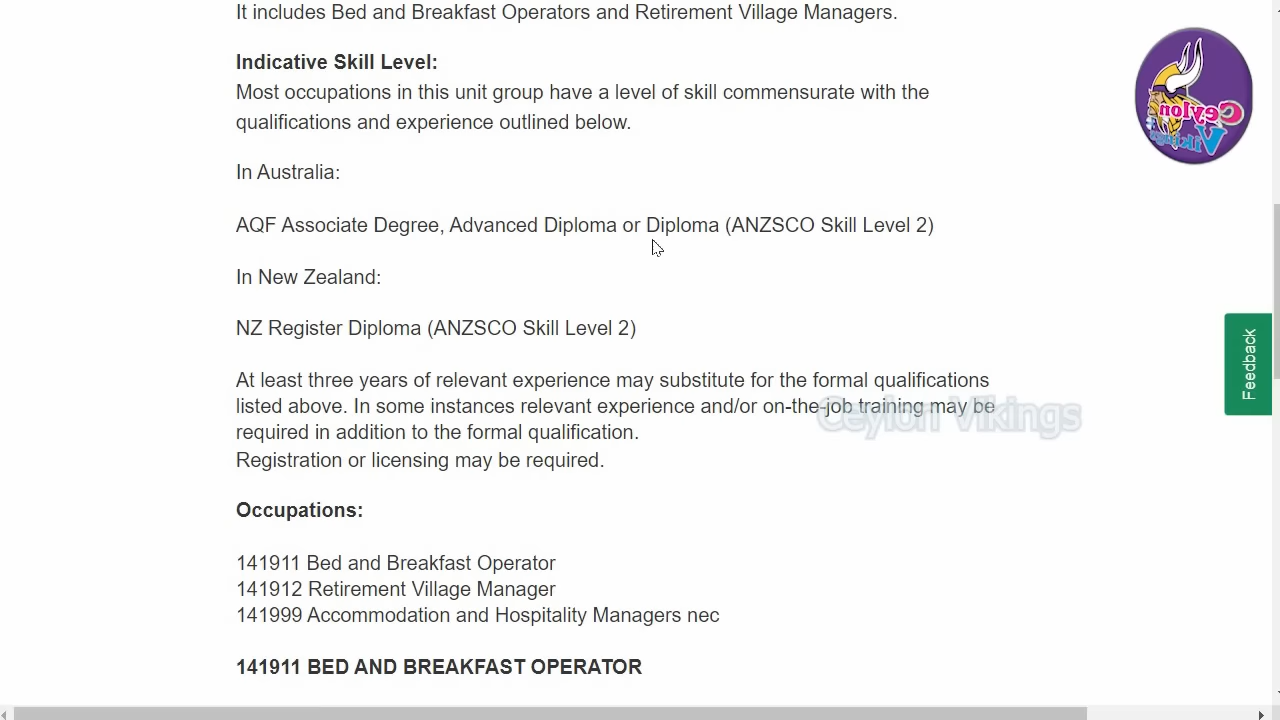 It includes Bed and Breakfast Operators and Retirement Village Managers.
Indicative Skill Level:
Most occupations in this unit group have a level of skill commensurate with the
qualifications and experience outlined below.
In Australia:
AQF Associate Degree, Advanced Diploma or Diploma (ANZSCO Skill Level 2)
In New Zealand:
NZ Register Diploma (ANZSCO Skill Level 2)
At least three years of relevant experience may substitute for the formal qualifications
listed above. In some instances relevant experience and/or on-the-job training may be
required in addition to the formal qualification.
Registration or licensing may be required.
Occupations:
141911 Bed and Breakfast Operator
141912 Retirement Village Manager
141999 Accommodation and Hospitality Managers nec
141911 BED AND BREAKFAST OPERATOR
Ceylon
Vikings
Feedback
Ceylon Vikings